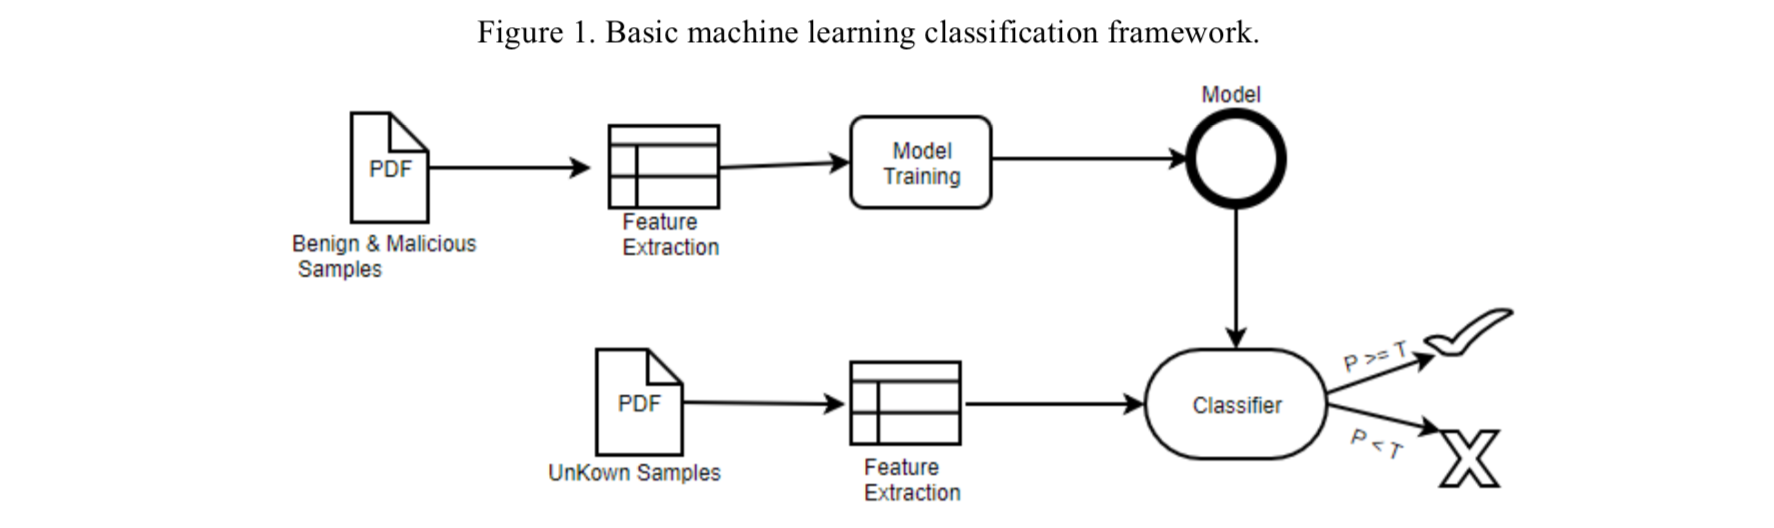 Figure 1. Basic machine learning classification framework.
Model
PDF
Model
Training
Feature
Extraction
Benign & Malicious
Samples
P >= T
PDF
Classifier
P < T
UnKown Samples
Feature
Extraction